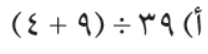 أ) ٣٩ ÷ (٩ + ٤)